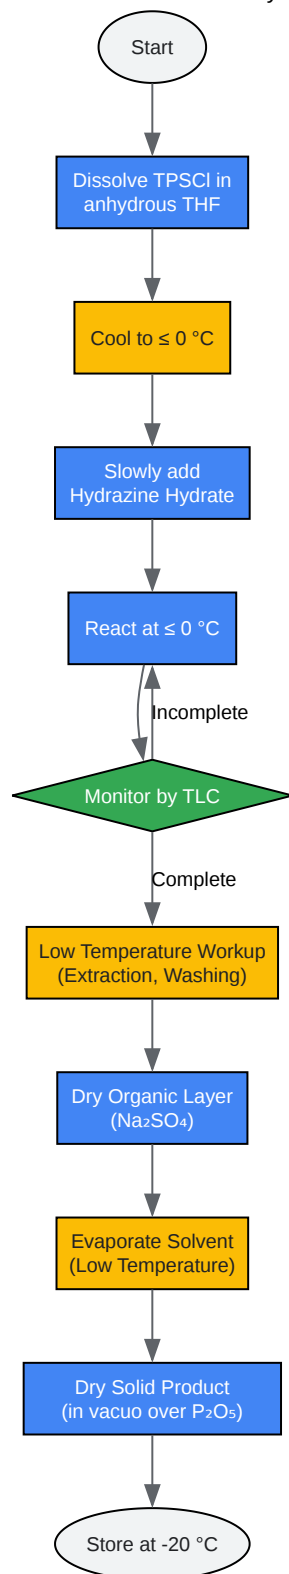 Start
Dissolve TPSCl in
anhydrous THF
Cool to ≤ 0 °C
Slowly add
Hydrazine Hydrate
React at ≤ 0 °C
Incomplete
Monitor by TLC
Complete
Low Temperature Workup
(Extraction, Washing)
Dry Organic Layer
(Na₂SO₄)
Evaporate Solvent
(Low Temperature)
Dry Solid Product
(in vacuo over P₂O₅)
Store at -20 °C